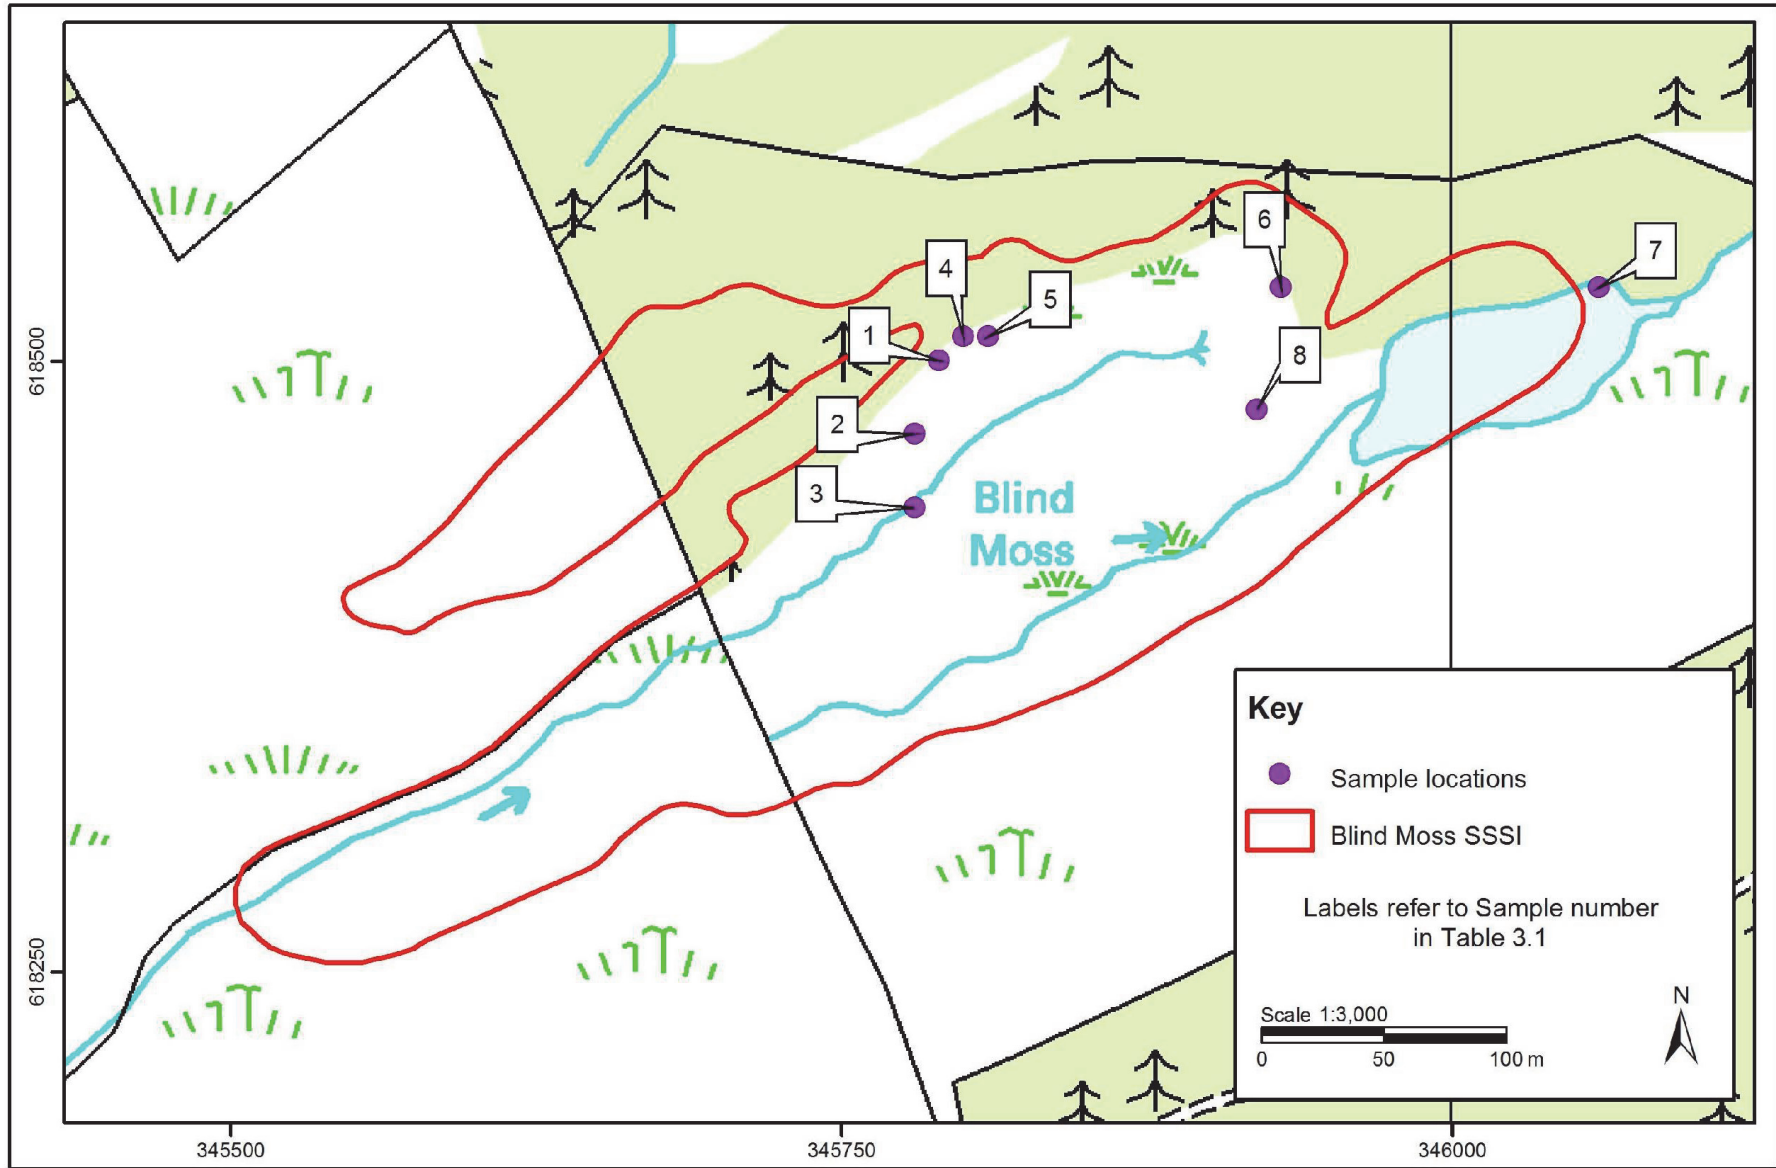 6
7
4
5
1
8
2
3
Blind
Moss
618500
618250
Key
Sample locations
Blind Moss SSSI
Labels refer to Sample number
in Table 3.1
Scale 1:3,000
0 50 100 m
N
345500 345750 346000